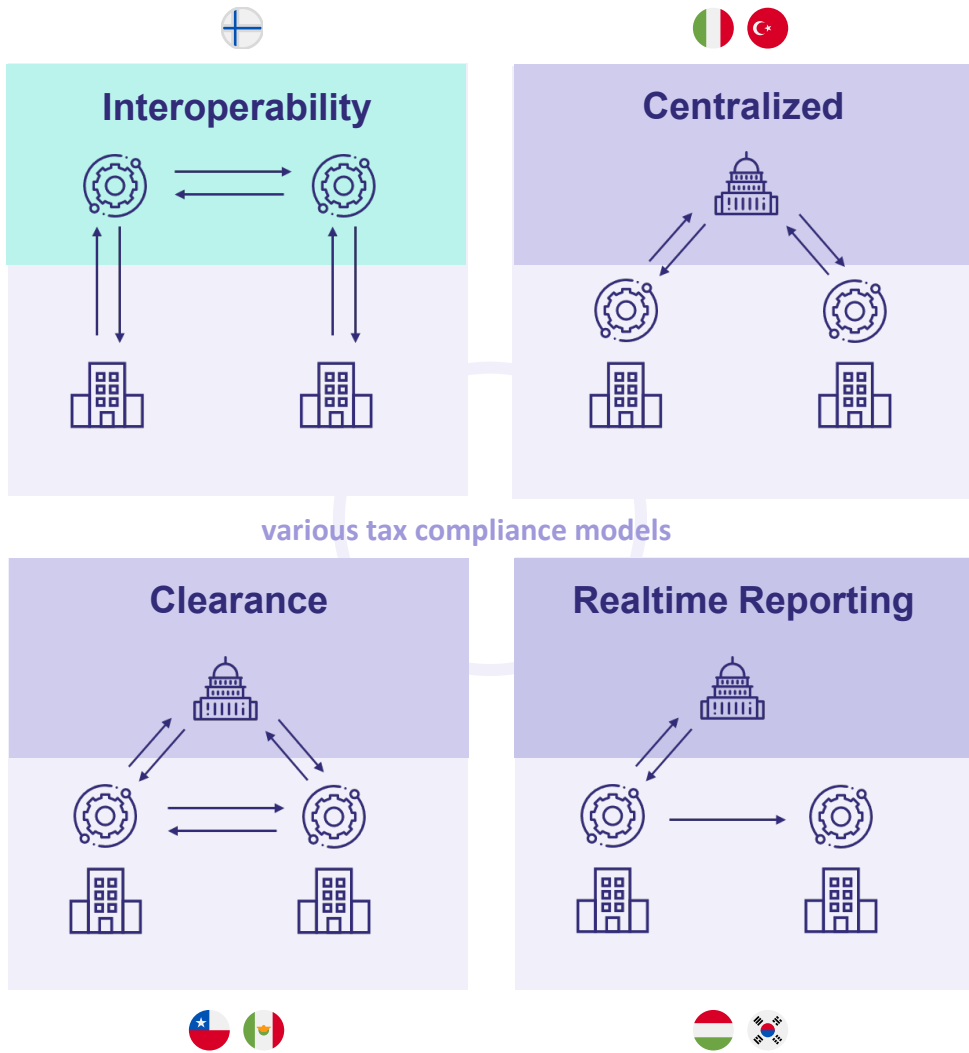 Interoperability
Centralized
various tax compliance models
Clearance
Realtime Reporting